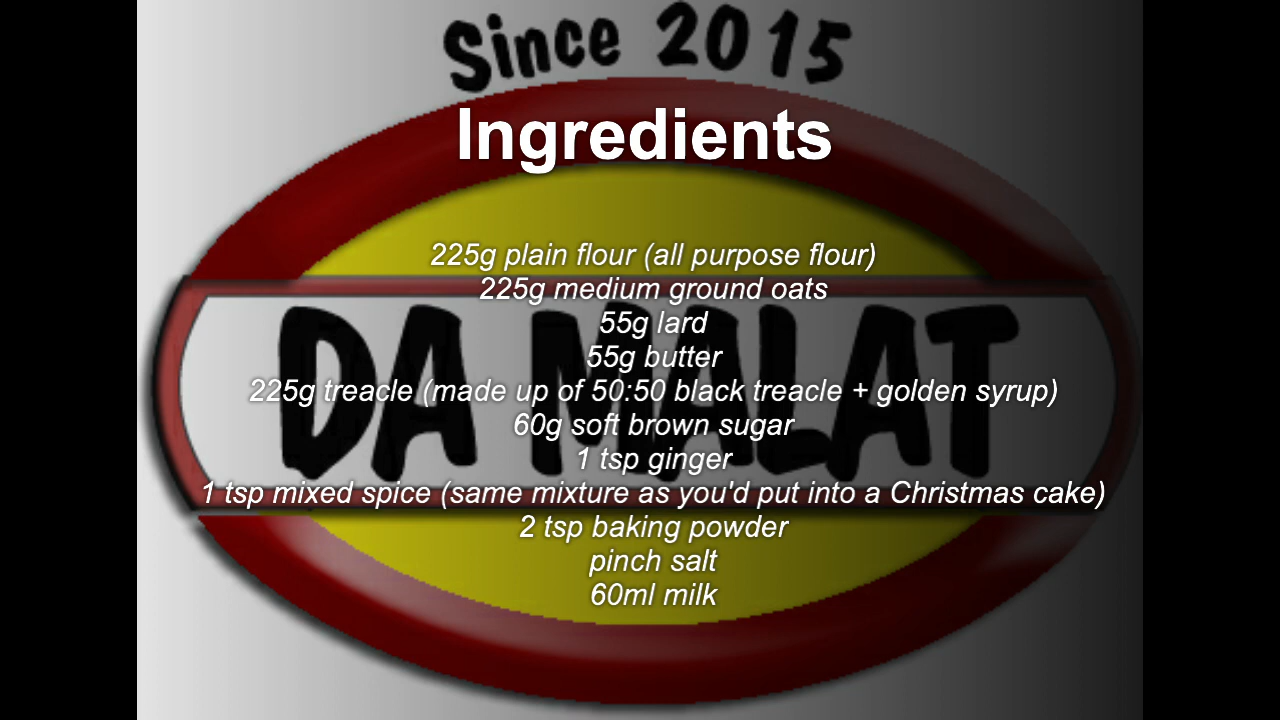 Since 2015
Ingredients
225g plain flour (all purpose flour)
225g medium ground oats
55g lard
55g butter
225g treacle (made up of 50:50 black treacle + golden syrup)
DA MALAT
60g soft brown sugar
1 tsp ginger
1 tsp mixed spice (same mixture as you'd put into a Christmas cake)
2 tsp baking powder
pinch salt
60ml milk